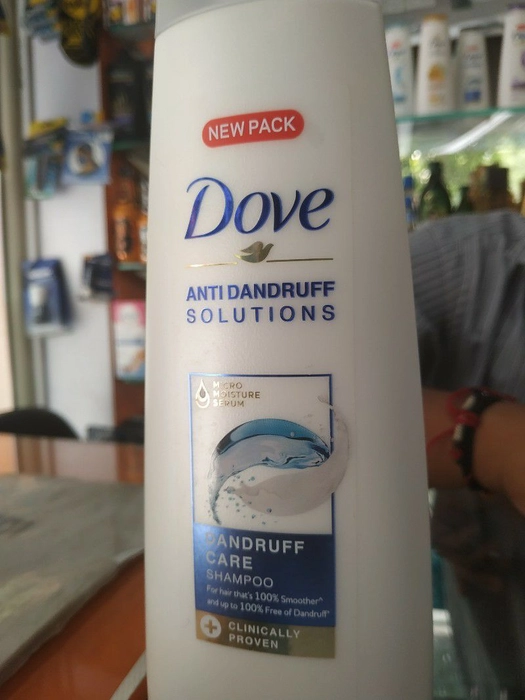 NEW PACK
Dove
ANTI DANDRUFF
SOLUTIONS
MICRO
MOISTURE
SERUM
DANDRUFF
CARE
SHAMPOO
For hair that's 100% Smoother^
and up to 100% Free of Dandruff*
CLINICALLY
PROVEN